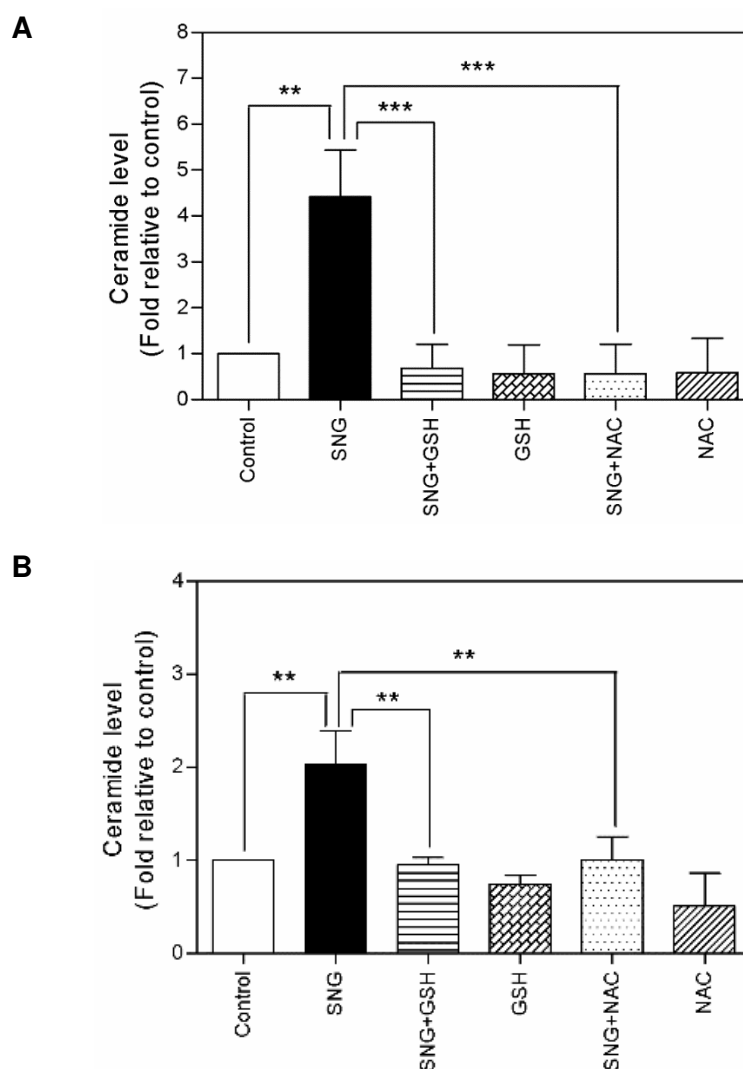 A
Ceramide level
(Fold relative to control)
8
7
6
5
4
3
2
1
0
**
***
***
Control
SNG
SNG+GSH
GSH
SNG+NAC
NAC
B
Ceramide level
(Fold relative to control)
4
3
2
1
0
**
**
**
Control
SNG
SNG+GSH
GSH
SNG+NAC
NAC